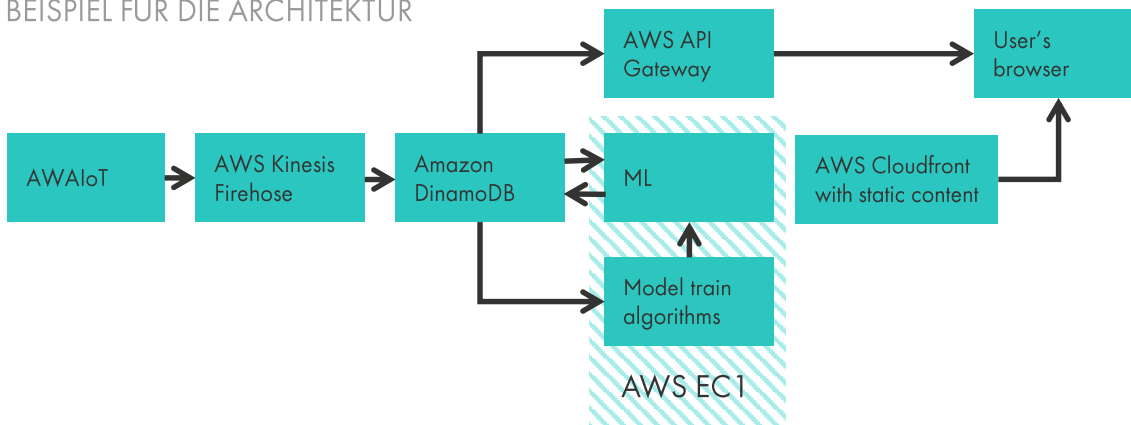 BEISPIEL FÜR DIE ARCHITEKTUR
AWS API
Gateway
User's
browser
AWAIoT
AWS Kinesis
Firehose
Amazon
DinamoDB
ML
AWS Cloudfront
with static content
Model train
algorithms
AWS EC1